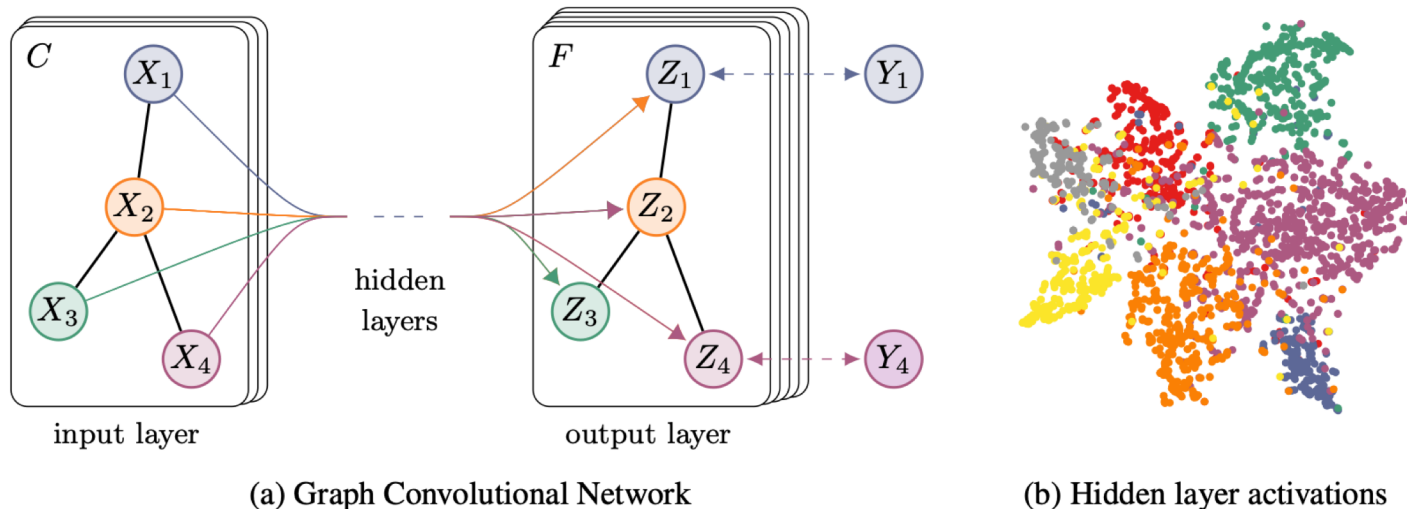 C
X₁
X₂
X₃
X₄
input layer
hidden
layers
F
Z₁
Z₂
Z₃
Z₄
output layer
Y₁
Y₄
(a) Graph Convolutional Network
(b) Hidden layer activations